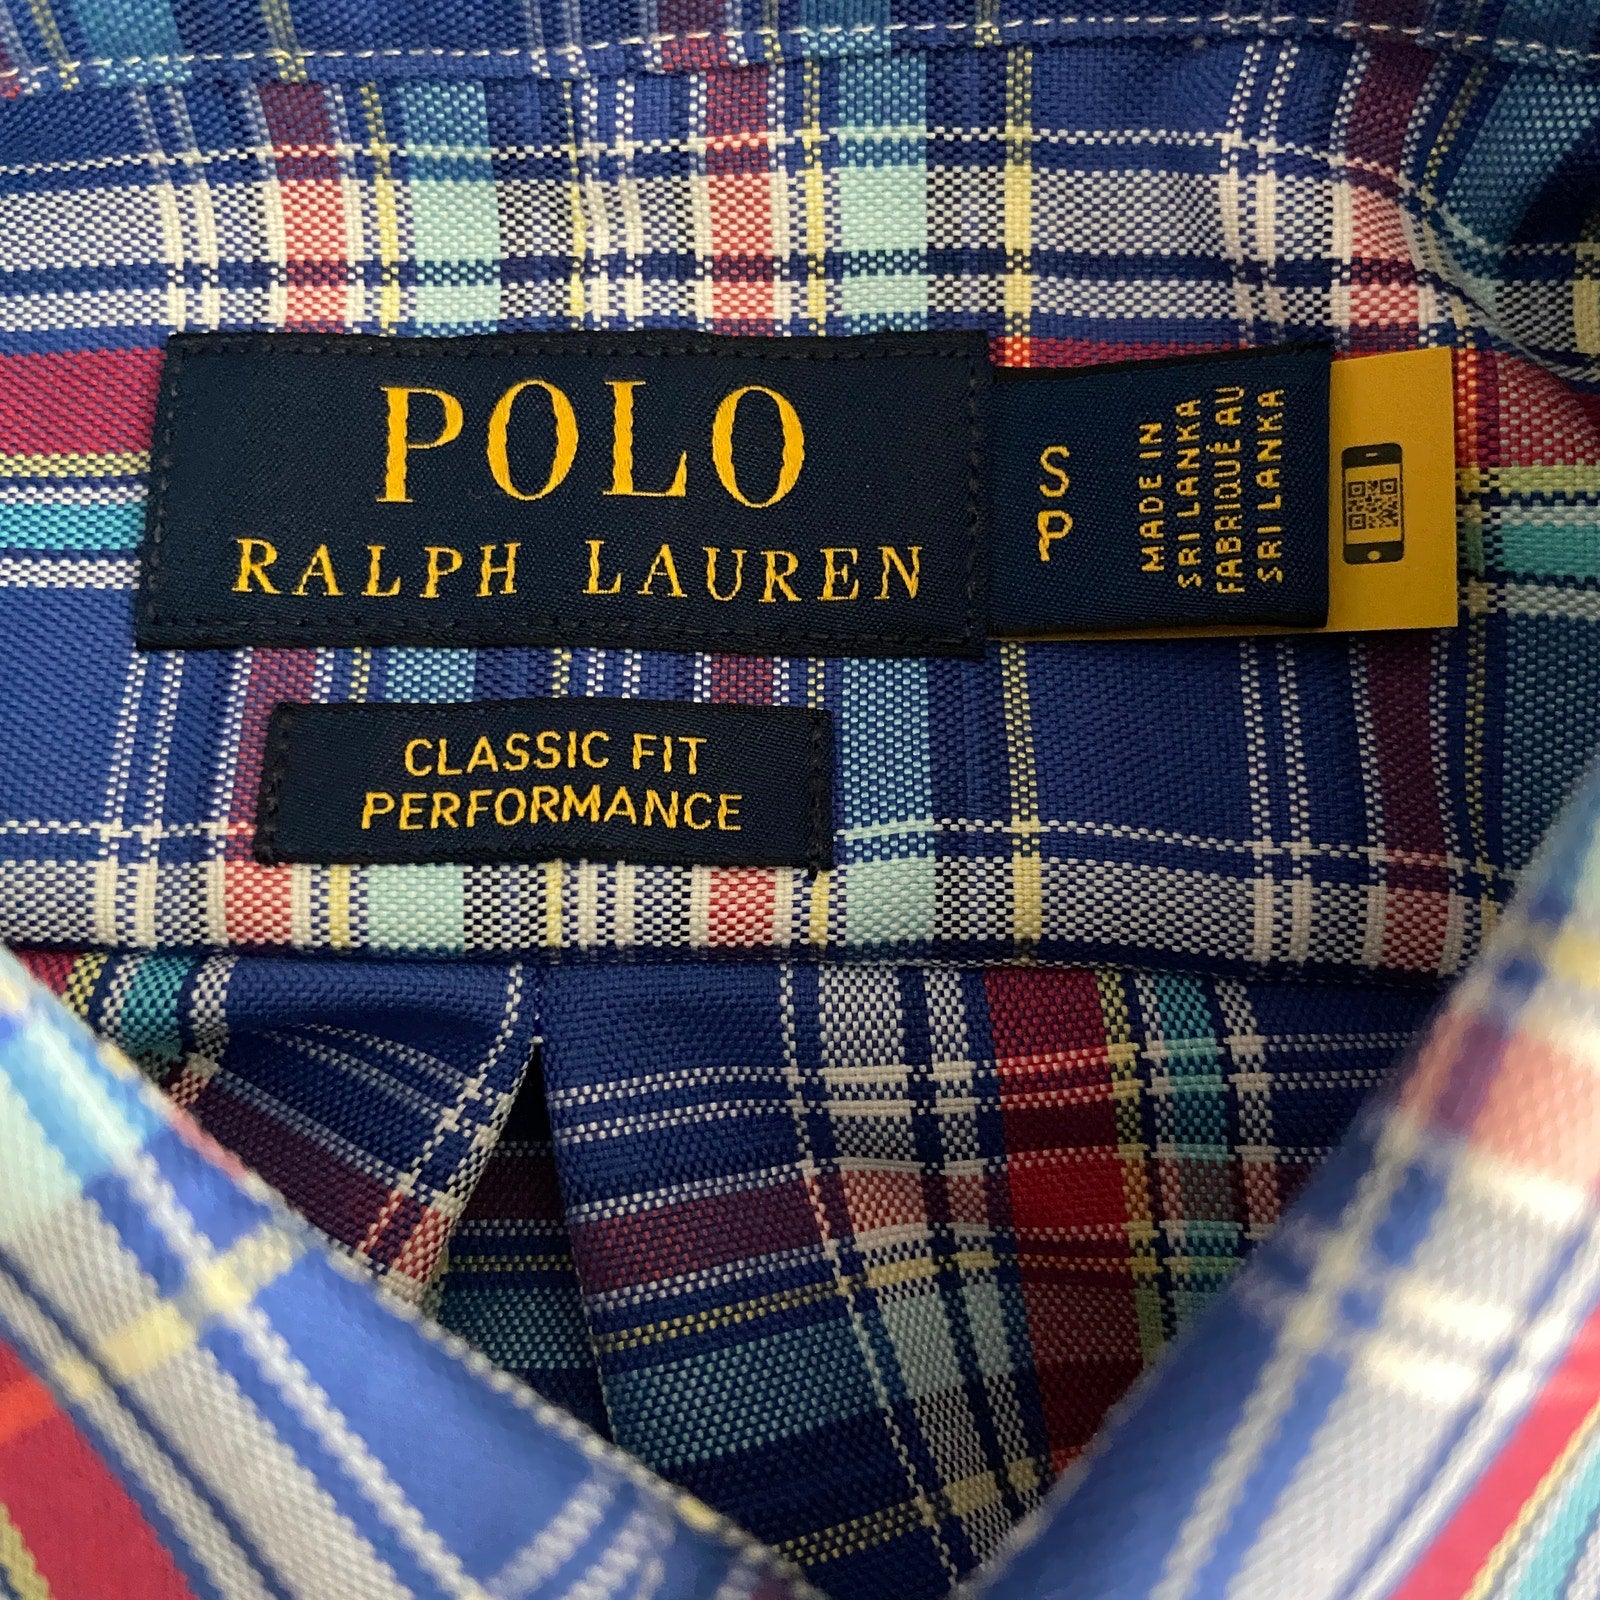 POLO
RALPH LAUREN
S
P
MADE IN
SRI LANKA
FABRIQUÉ AU
SRI LANKA
CLASSIC FIT
PERFORMANCE